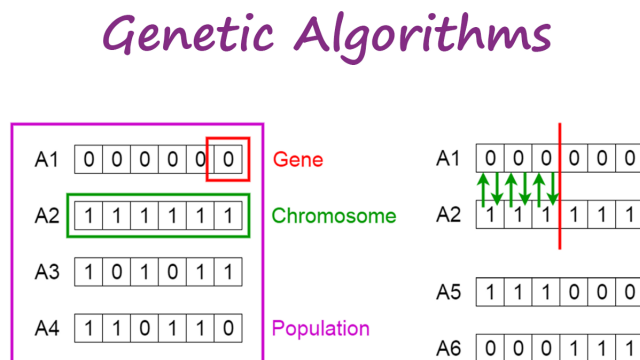 Genetic Algorithms
A1 0 0 0 0 0 0 Gene
A2 1 1 1 1 1 1 Chromosome
A3 1 0 1 0 1 1
A4 1 1 0 1 1 0 Population
A1 0 0 0 0 0 0
A2 1 1 1 1 1 1
A5 1 1 1 0 0 0
A6 0 0 0 1 1 1